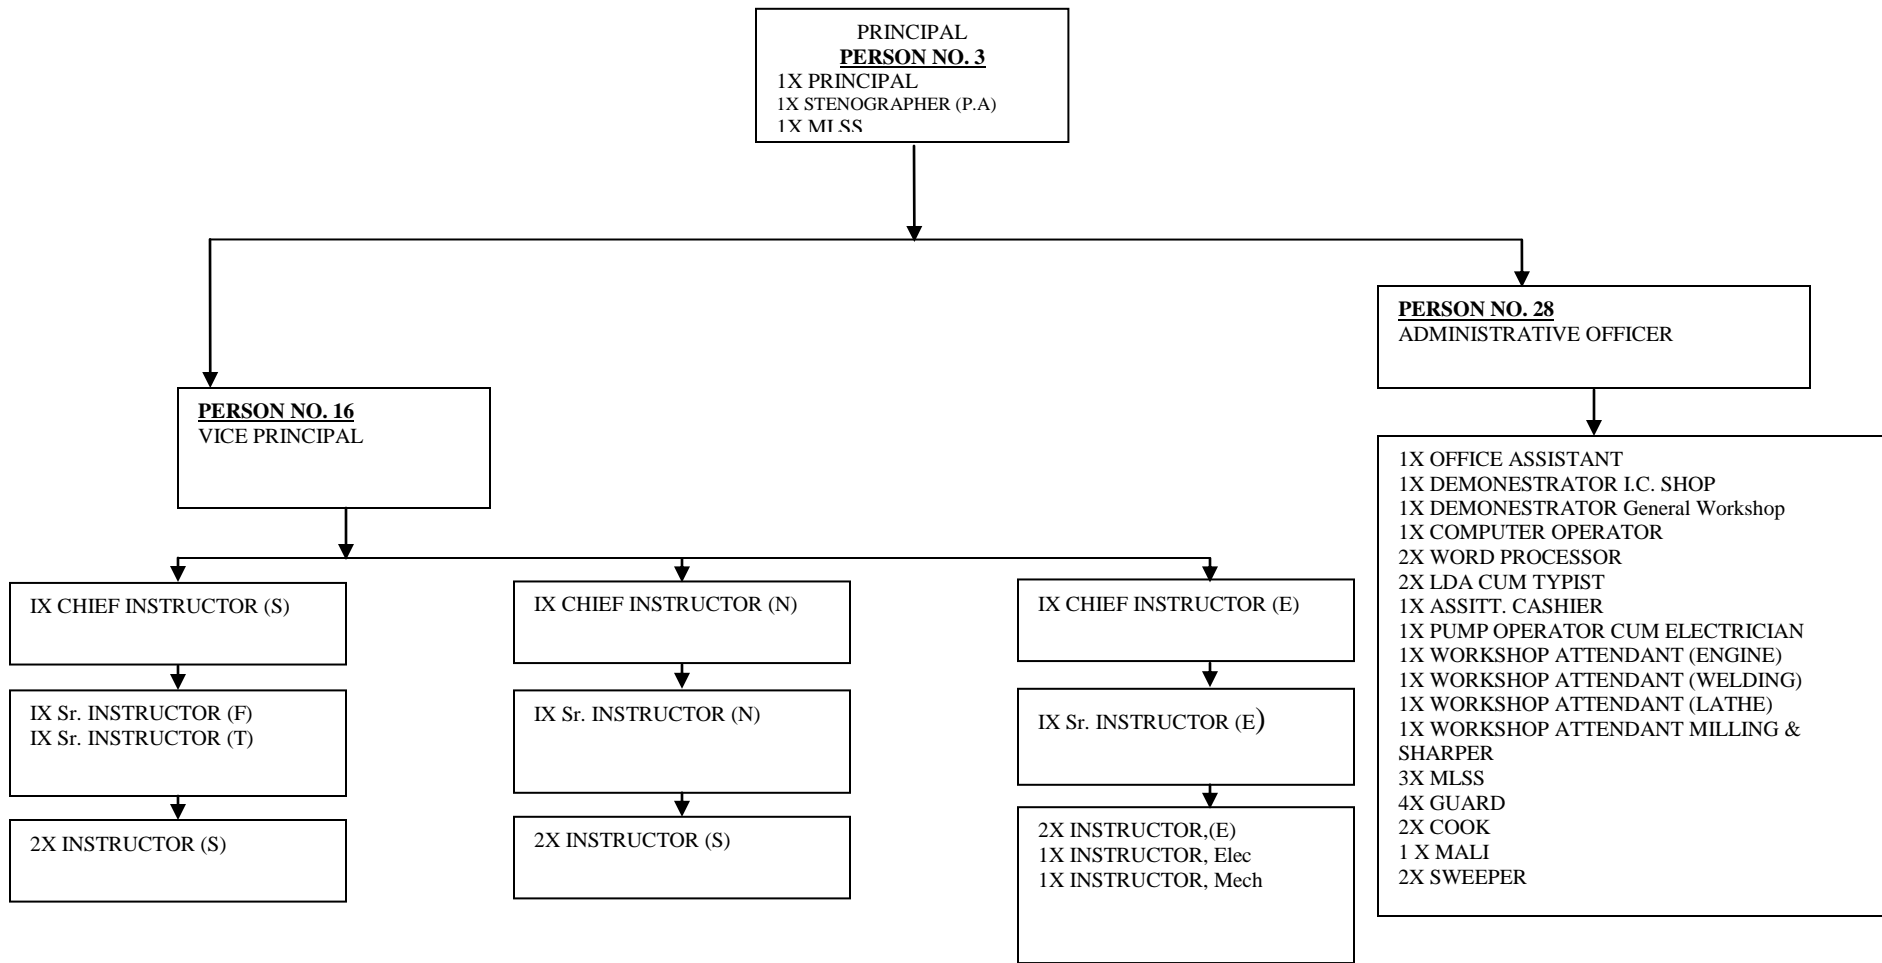 PRINCIPAL
PERSON NO. 3
1X PRINCIPAL
1X STENOGRAPHER (P.A)
1X MLSS
PERSON NO. 28
ADMINISTRATIVE OFFICER
PERSON NO. 16
VICE PRINCIPAL
IX CHIEF INSTRUCTOR (S)
IX Sr. INSTRUCTOR (F)
IX Sr. INSTRUCTOR (T)
2X INSTRUCTOR (S)
IX CHIEF INSTRUCTOR (N)
IX Sr. INSTRUCTOR (N)
2X INSTRUCTOR (S)
IX CHIEF INSTRUCTOR (E)
IX Sr. INSTRUCTOR (E)
2X INSTRUCTOR,(E)
1X INSTRUCTOR, Elec
1X INSTRUCTOR, Mech
1X OFFICE ASSISTANT
1X DEMONESTRATOR I.C. SHOP
1X DEMONESTRATOR General Workshop
1X COMPUTER OPERATOR
2X WORD PROCESSOR
2X LDA CUM TYPIST
1X ASSITT. CASHIER
1X PUMP OPERATOR CUM ELECTRICIAN
1X WORKSHOP ATTENDANT (ENGINE)
1X WORKSHOP ATTENDANT (WELDING)
1X WORKSHOP ATTENDANT (LATHE)
1X WORKSHOP ATTENDANT MILLING &
SHARPER
3X MLSS
4X GUARD
2X COOK
1 X MALI
2X SWEEPER